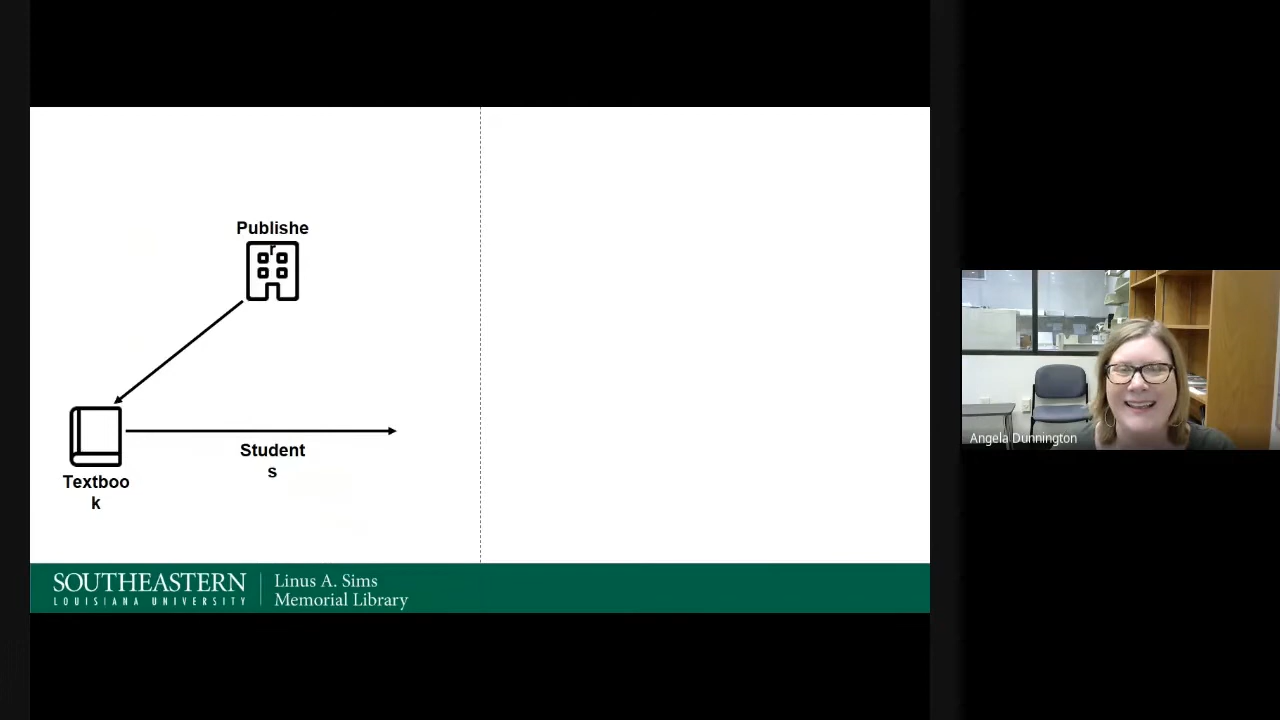 Publishe
r
Student
s
Textboo
k
SOUTHEASTERN
LOUISIANA UNIVERSITY
Linus A. Sims
Memorial Library
Angela Dunnington